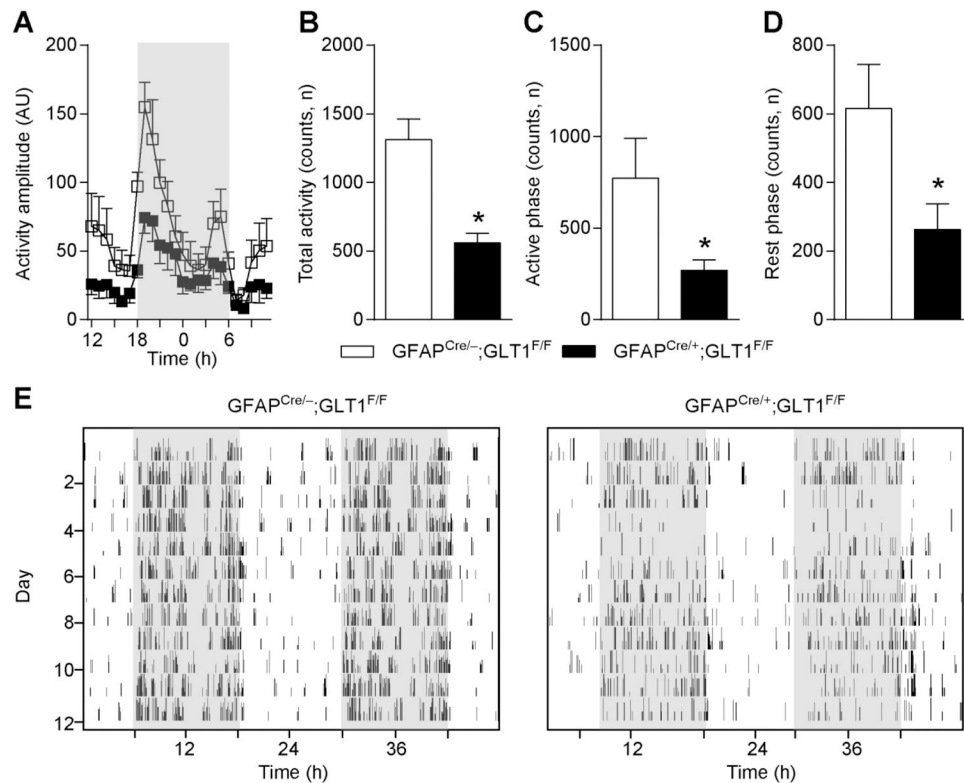 A
Activity amplitude (AU)
200
150
100
50
0
12
18
0
6
Time (h)
B
Total activity (counts, n)
2000
1500
1000
500
0
*
C
Active phase (counts, n)
1500
1000
500
0
*
D
Rest phase (counts, n)
800
600
400
200
0
*
GFAP^Cre/–;GLT1^F/F
GFAP^Cre/+;GLT1^F/F
E
GFAP^Cre/–;GLT1^F/F
Day
2
4
6
8
10
12
12
24
36
Time (h)
GFAP^Cre/+;GLT1^F/F
12
24
36
Time (h)